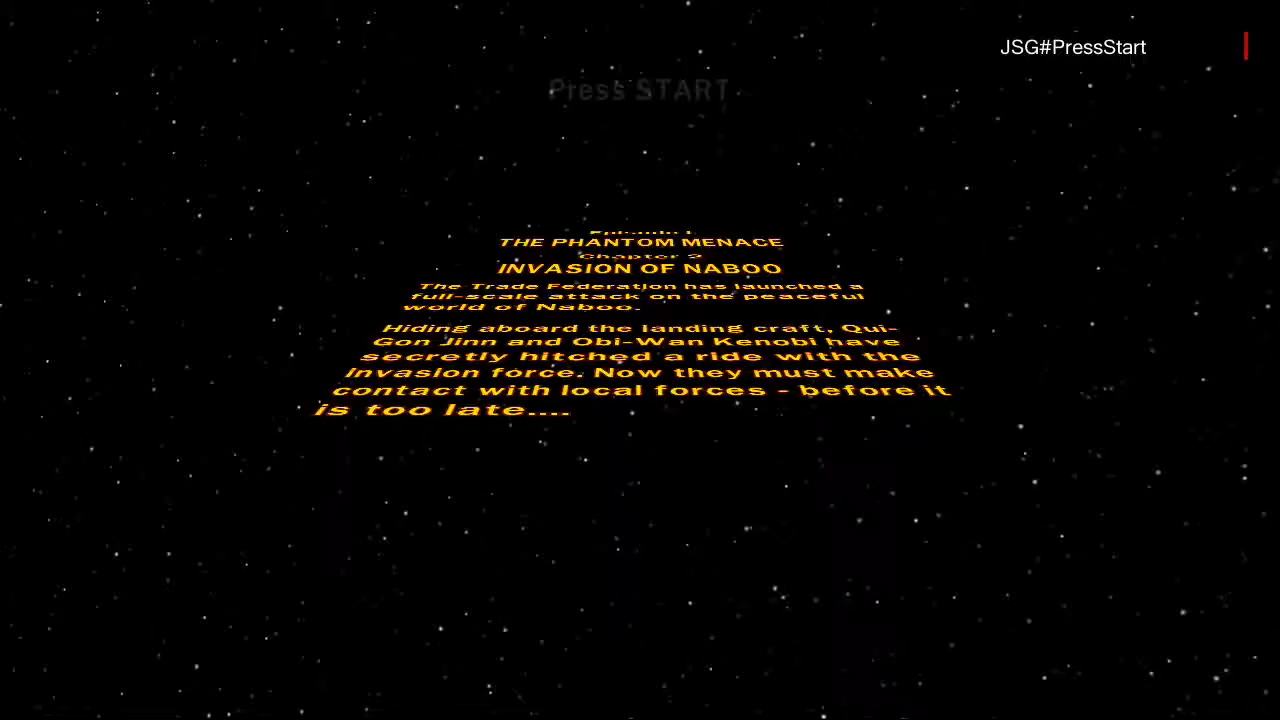 JSG#PressStart
Press START
Episode I
THE PHANTOM MENACE
Chapter 2
INVASION OF NABOO
The Trade Federation has launched a
full-scale attack on the peaceful
world of Naboo.
Hiding aboard the landing craft, Qui-
Gon Jinn and Obi-Wan Kenobi have
secretly hitched a ride with the
invasion force. Now they must make
contact with local forces - before it
is too late....